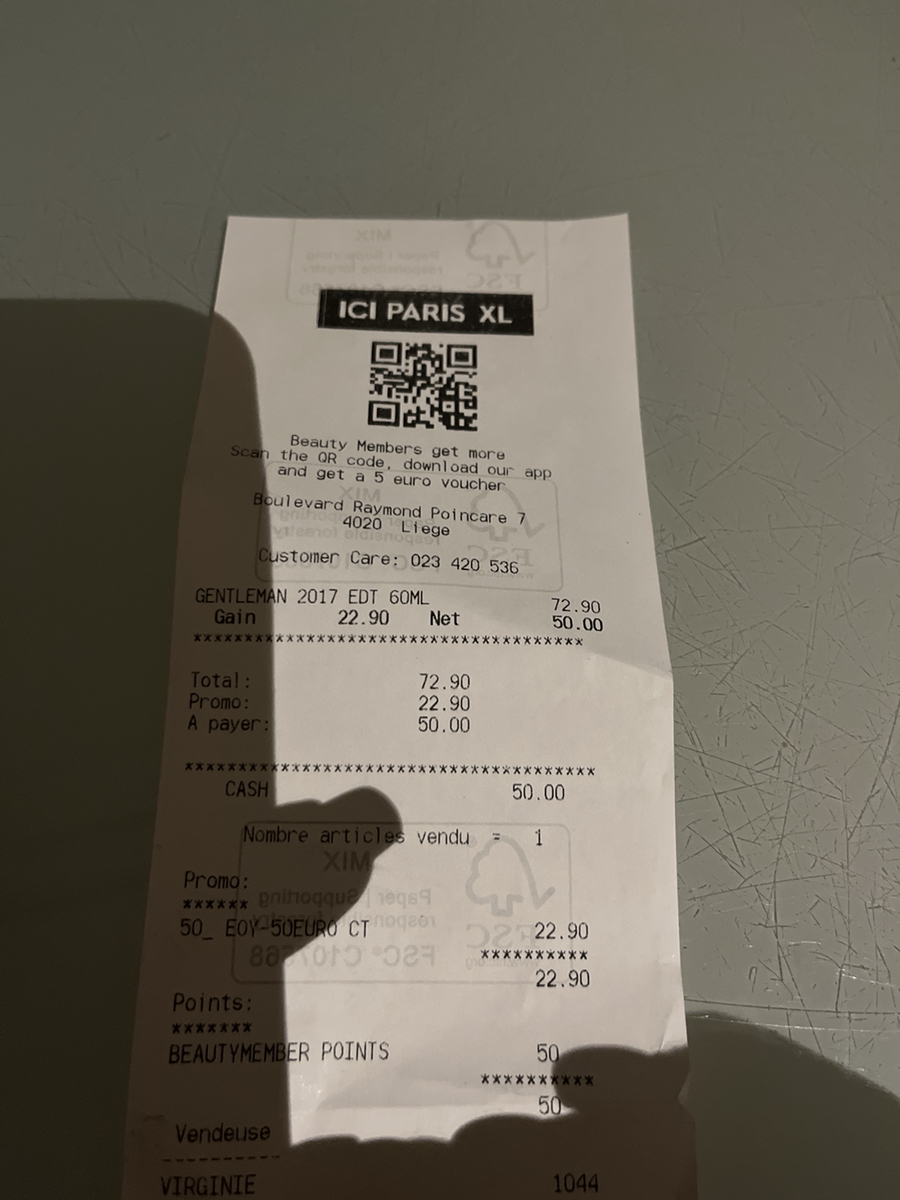 ICI PARIS XL
Beauty Members get more
Scan the QR code, download our app
and get a 5 euro voucher
Boulevard Raymond Poincare 7
4020 Liege
Customer Care: 023 420 536
GENTLEMAN 2017 EDT 60ML 72.90
Gain 22.90 Net 50.00
***************************************
Total: 72.90
Promo: 22.90
A payer: 50.00
***************************************
CASH 50.00
Nombre articles vendu = 1
Promo:
******
50_ EOY-50EURO CT 22.90
**********
22.90
Points:
*******
BEAUTYMEMBER POINTS 50
**********
50
Vendeuse
------------
VIRGINIE 1044